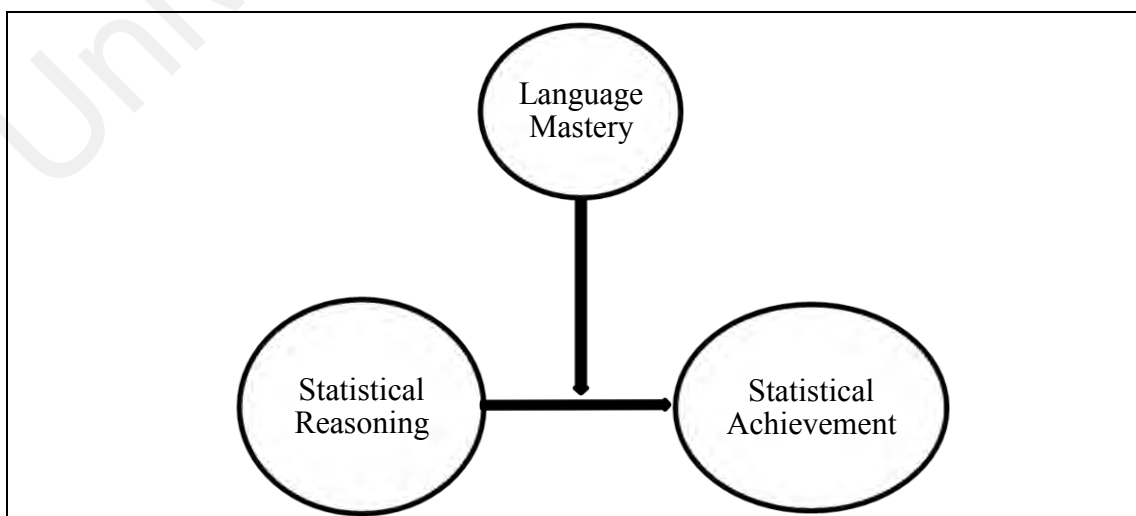 Language
Mastery
Statistical
Reasoning
Statistical
Achievement